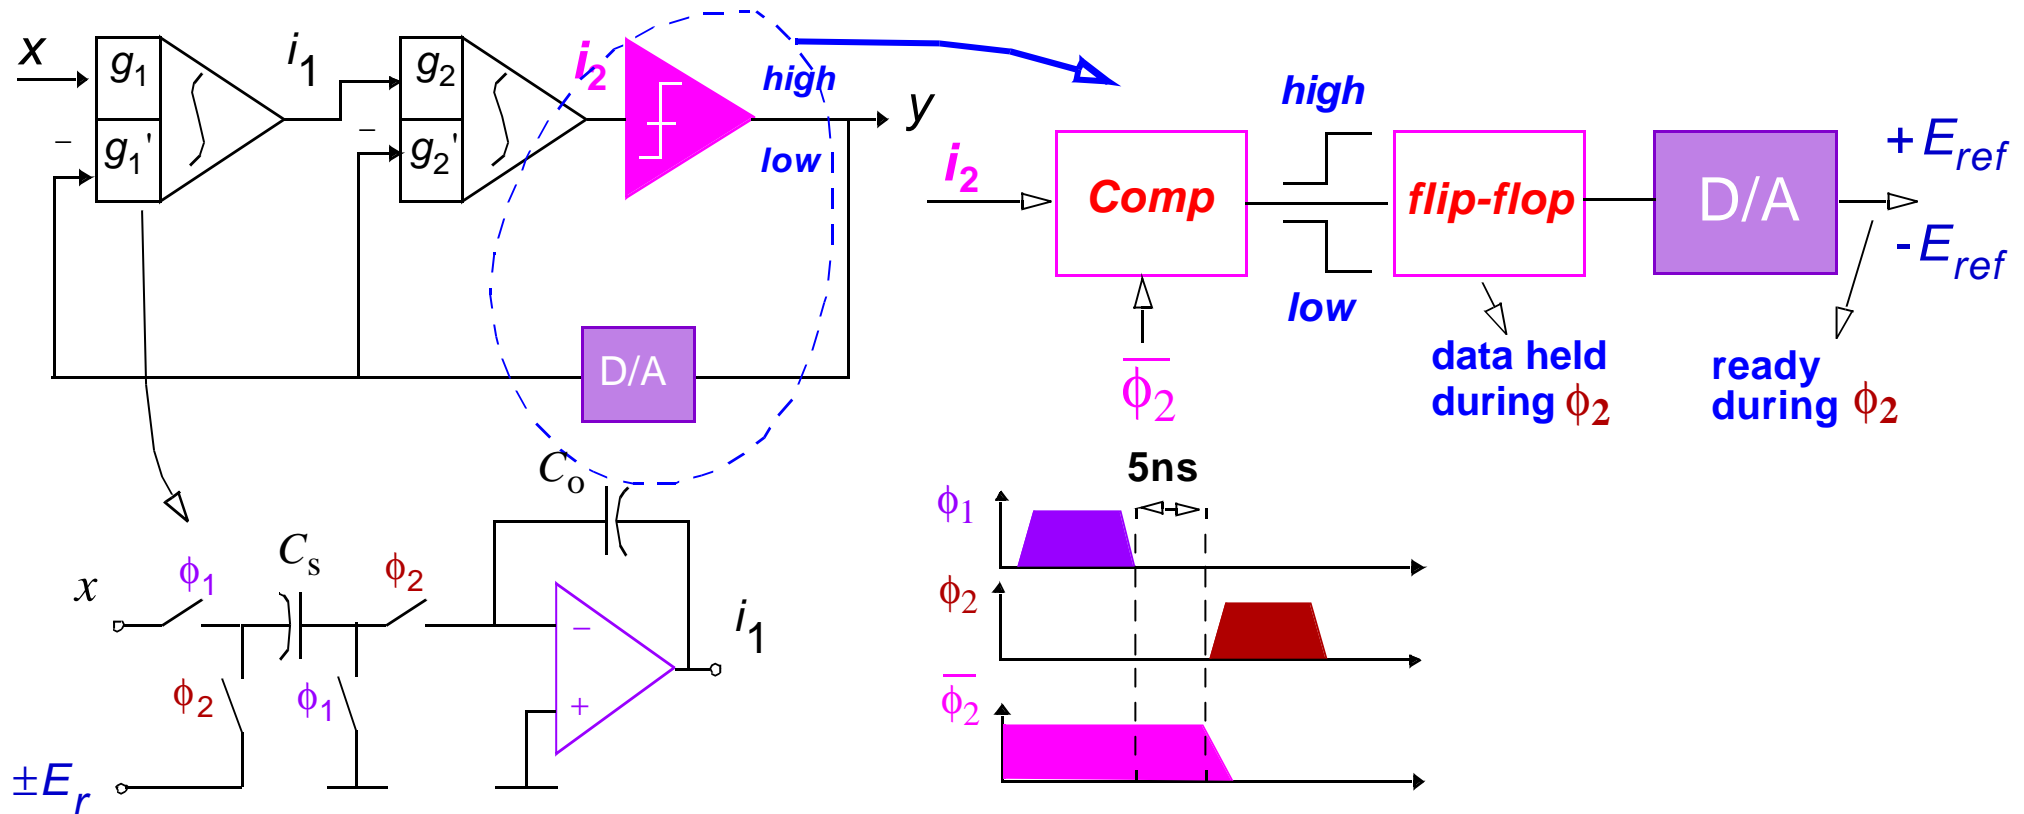 x
g1
g1'
−
i1
g2
g2'
−
i2
high
low
y
D/A
i2
Comp
high
low
flip-flop
D/A
+Eref
-Eref
ϕ2
data held
during ϕ2
ready
during ϕ2
Co
Cs
x
ϕ1
ϕ2
ϕ2
ϕ1
±Er
−
+
i1
5ns
ϕ1
ϕ2
ϕ2